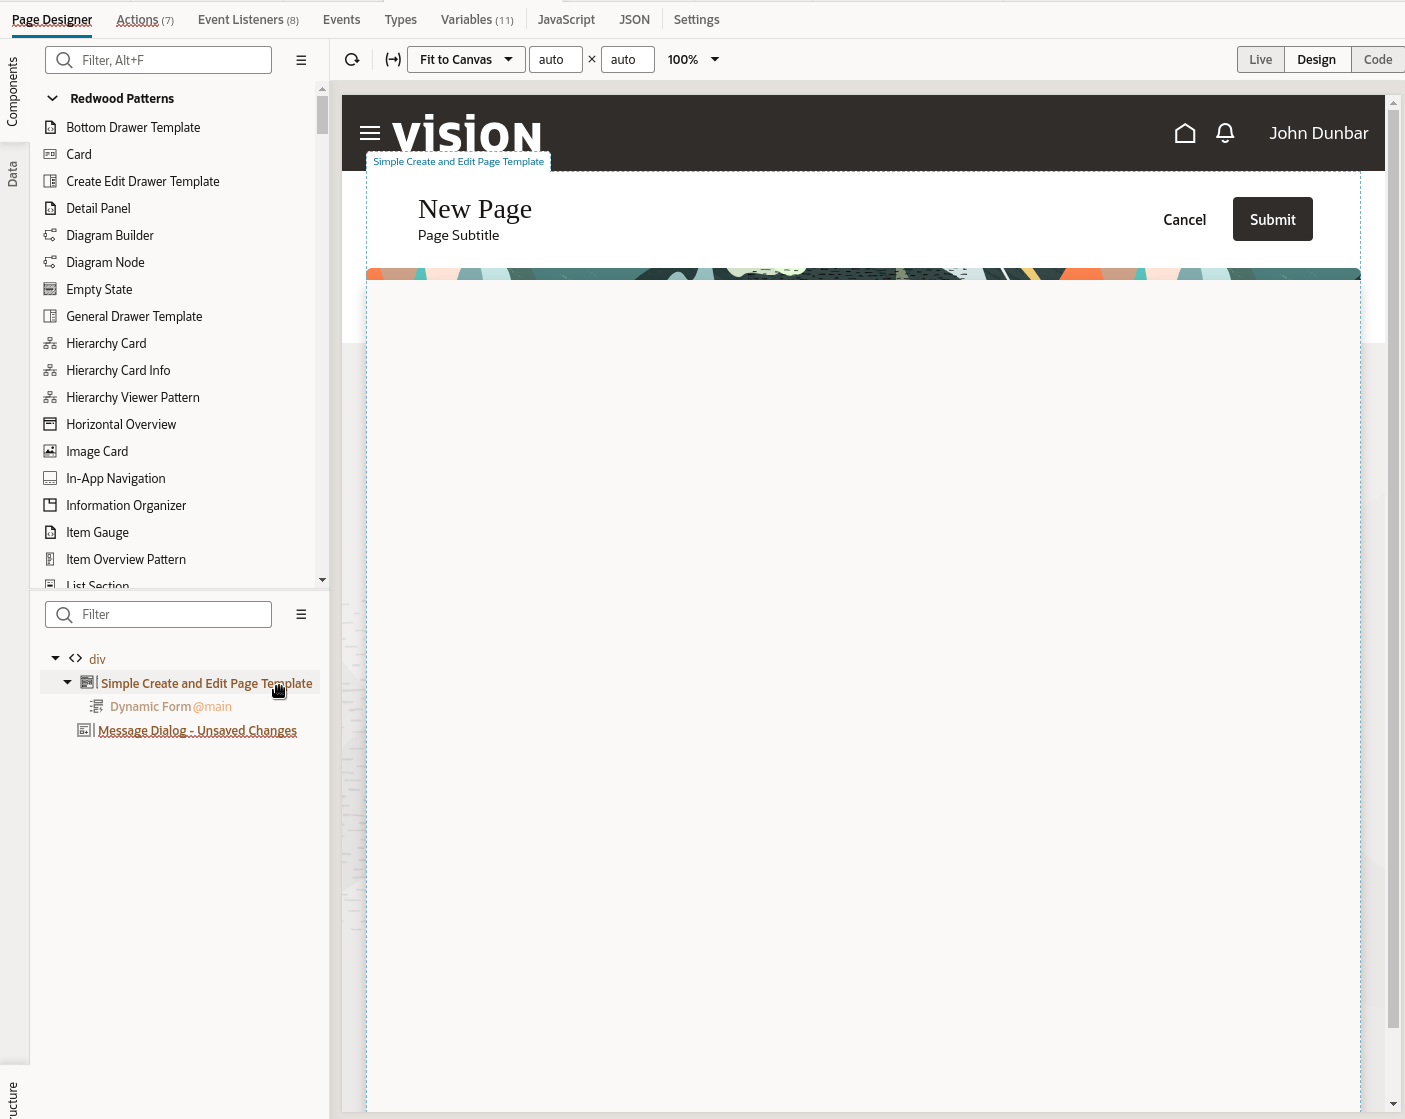 Page Designer
Actions (7)
Event Listeners (8)
Events
Types
Variables (11)
JavaScript
JSON
Settings
Components
Data
Filter, Alt+F
Fit to Canvas
auto
×
auto
100%
Live
Design
Code
Redwood Patterns
Bottom Drawer Template
Card
Create Edit Drawer Template
Detail Panel
Diagram Builder
Diagram Node
Empty State
General Drawer Template
Hierarchy Card
Hierarchy Card Info
Hierarchy Viewer Pattern
Horizontal Overview
Image Card
In-App Navigation
Information Organizer
Item Gauge
Item Overview Pattern
List Section
vision
John Dunbar
Simple Create and Edit Page Template
New Page
Page Subtitle
Cancel
Submit
Filter
div
Simple Create and Edit Page Template
Dynamic Form @main
Message Dialog - Unsaved Changes